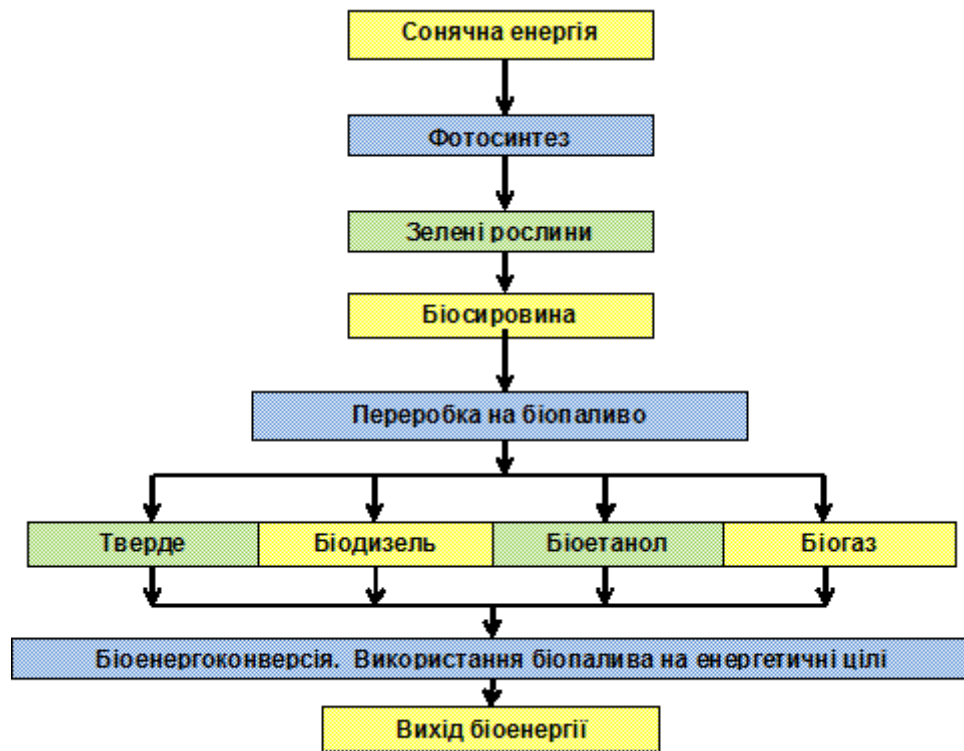 Сонячна енергія
Фотосинтез
Зелені рослини
Біосировина
Переробка на біопаливо
Тверде Біодизель Біоетанол Біогаз
Біоенергоконверсія. Використання біопалива на енергетичні цілі
Вихід біоенергії